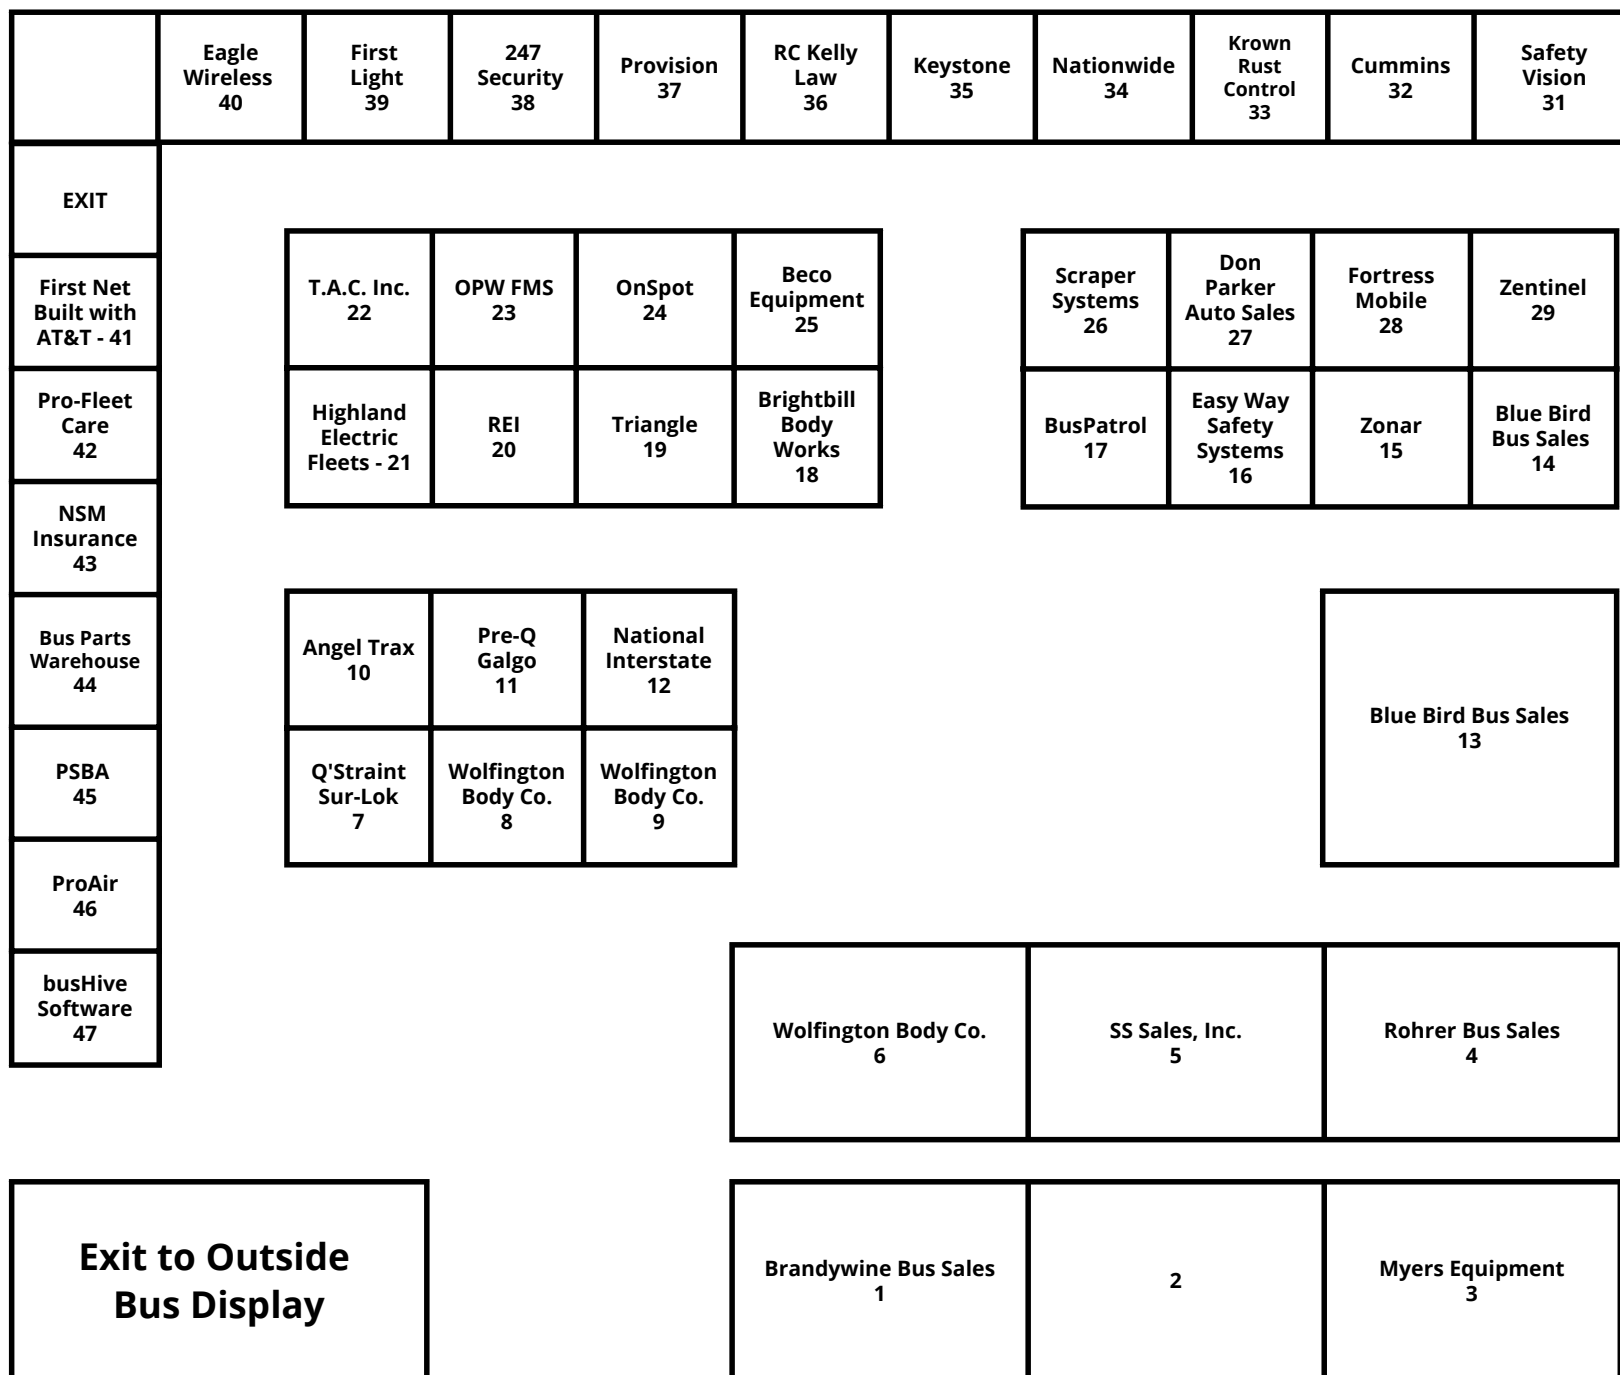 Eagle
Wireless
40
First
Light
39
247
Security
38
Provision
37
RC Kelly
Law
36
Keystone
35
Nationwide
34
Krown
Rust
Control
33
Cummins
32
Safety
Vision
31
EXIT
First Net
Built with
AT&T - 41
Pro-Fleet
Care
42
NSM
Insurance
43
Bus Parts
Warehouse
44
PSBA
45
ProAir
46
busHive
Software
47
T.A.C. Inc.
22
OPW FMS
23
OnSpot
24
Beco
Equipment
25
Highland
Electric
Fleets - 21
REI
20
Triangle
19
Brightbill
Body
Works
18
Scraper
Systems
26
Don
Parker
Auto Sales
27
Fortress
Mobile
28
Zentinel
29
BusPatrol
17
Easy Way
Safety
Systems
16
Zonar
15
Blue Bird
Bus Sales
14
Angel Trax
10
Pre-Q
Galgo
11
National
Interstate
12
Q'Straint
Sur-Lok
7
Wolfington
Body Co.
8
Wolfington
Body Co.
9
Blue Bird Bus Sales
13
Wolfington Body Co.
6
SS Sales, Inc.
5
Rohrer Bus Sales
4
Exit to Outside
Bus Display
Brandywine Bus Sales
1
2
Myers Equipment
3